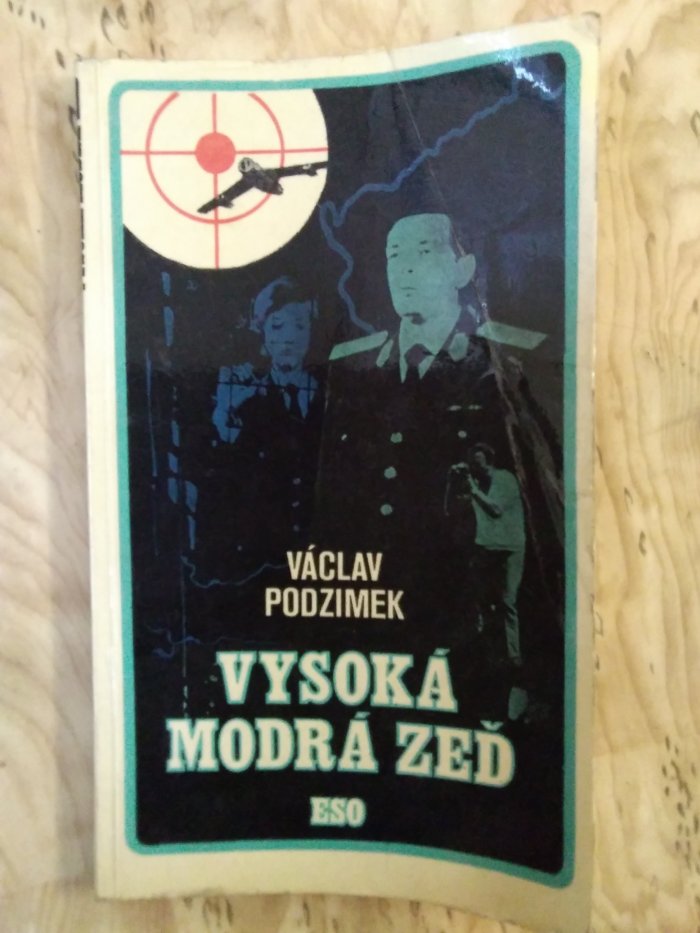 VÁCLAV
PODZIMEK
VYSOKÁ
MODRÁ ZEĎ
ESO